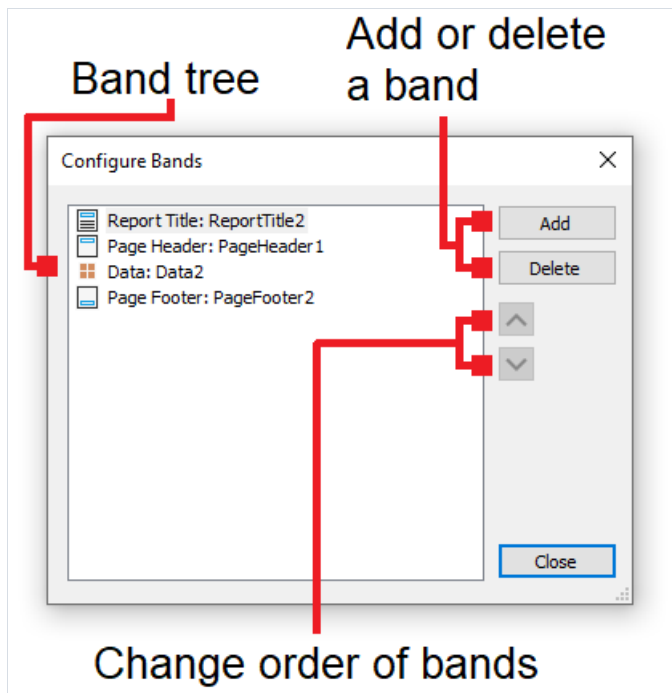 Add or delete
a band
Band tree
Configure Bands
Report Title: ReportTitle2
Page Header: PageHeader1
Data: Data2
Page Footer: PageFooter2
Add
Delete
Close
Change order of bands